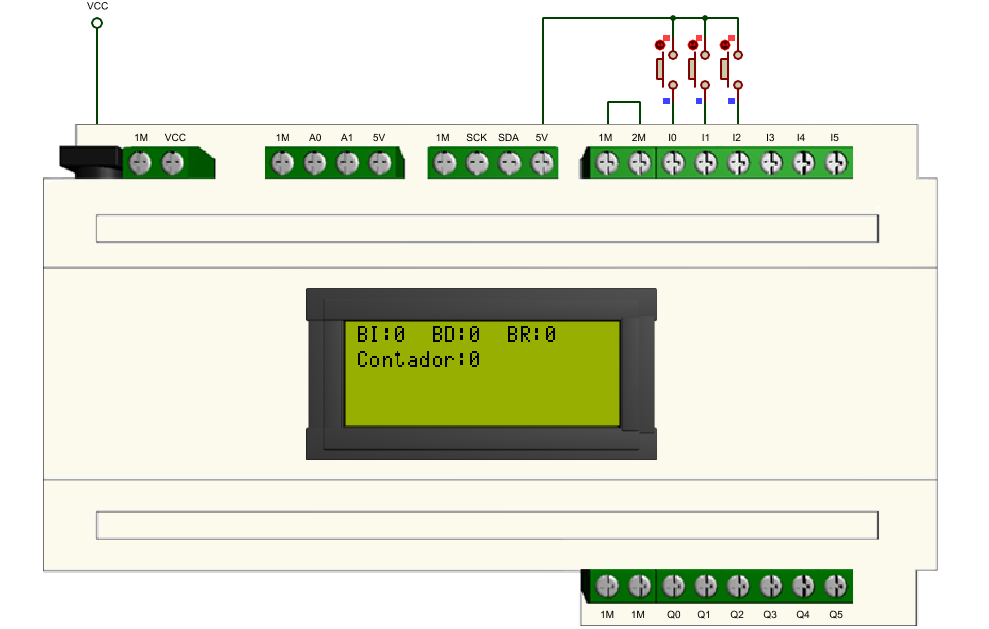 VCC
1M VCC 1M A0 A1 5V 1M SCK SDA 5V 1M 2M I0 I1 I2 I3 I4 I5
BI:0 BD:0 BR:0
Contador:0
1M 1M Q0 Q1 Q2 Q3 Q4 Q5